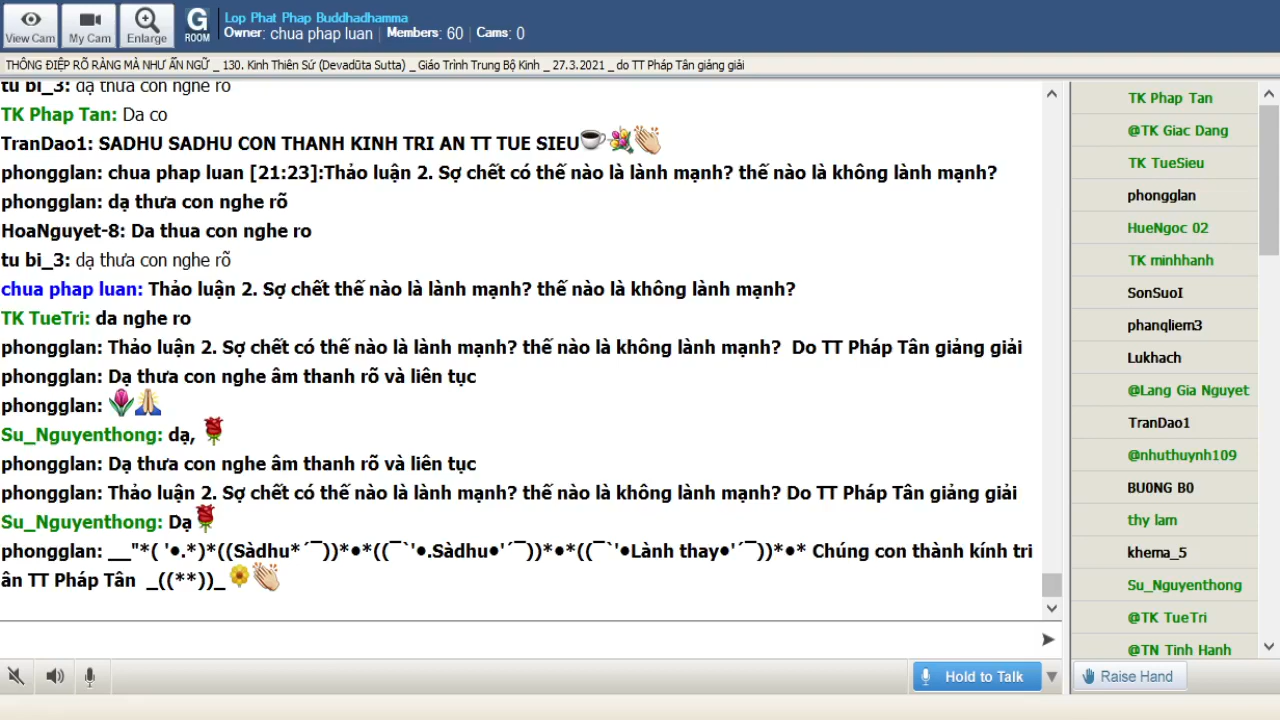 View Cam
My Cam
Enlarge
G
ROOM
Lop Phat Phap Buddhadhamma
Owner: chua phap luan Members: 60 Cams: 0
THÔNG ĐIỆP RÕ RÀNG MÀ NHƯ ẨN NGỮ _ 130. Kinh Thiên Sứ (Devadūta Sutta) _ Giáo Trình Trung Bộ Kinh _ 27.3.2021 _ do TT Pháp Tân giảng giải
tu bi_3: dạ thưa con nghe rõ
TK Phap Tan: Da co
TranDao1: SADHU SADHU CON THANH KINH TRI AN TT TUE SIEU
phongglan: chua phap luan [21:23]:Thảo luận 2. Sợ chết có thế nào là lành mạnh? thế nào là không lành mạnh?
phongglan: dạ thưa con nghe rõ
HoaNguyet-8: Da thua con nghe ro
tu bi_3: dạ thưa con nghe rõ
chua phap luan: Thảo luận 2. Sợ chết thế nào là lành mạnh? thế nào là không lành mạnh?
TK TueTri: da nghe ro
phongglan: Thảo luận 2. Sợ chết có thế nào là lành mạnh? thế nào là không lành mạnh? Do TT Pháp Tân giảng giải
phongglan: Dạ thưa con nghe âm thanh rõ và liên tục
phongglan:
Su_Nguyenthong: dạ,
phongglan: Dạ thưa con nghe âm thanh rõ và liên tục
phongglan: Thảo luận 2. Sợ chết có thế nào là lành mạnh? thế nào là không lành mạnh? Do TT Pháp Tân giảng giải
Su_Nguyenthong: Dạ
phongglan: __"*( '●.*)*((Sàdhu*´¯))*●*((¯`'●.Sàdhu●'´¯))*●*((¯`'●Lành thay●'´¯))*●* Chúng con thành kính tri
ân TT Pháp Tân _((**))_
TK Phap Tan
@TK Giac Dang
TK TueSieu
phongglan
HueNgoc 02
TK minhhanh
SonSuoI
phanqliem3
Lukhach
@Lang Gia Nguyet
TranDao1
@nhuthuynh109
BU0NG B0
thy lam
khema_5
Su_Nguyenthong
@TK TueTri
@TN Tinh Hanh
Hold to Talk
Raise Hand